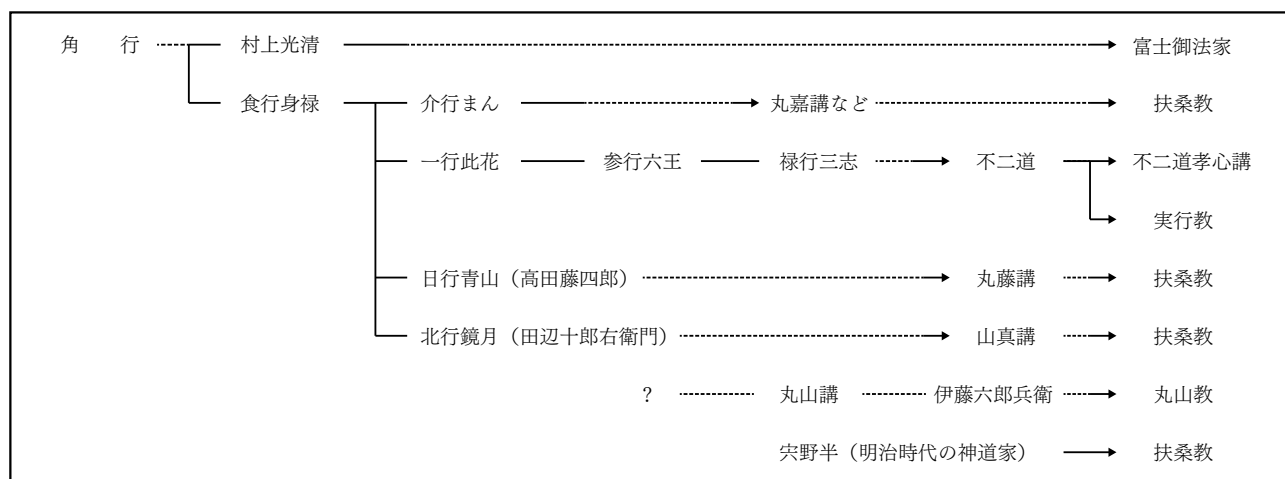 角　行 村上光清 富士御法家
食行身禄 介行まん 丸嘉講など 扶桑教
一行此花 参行六王 禄行三志 不二道 不二道孝心講
実行教
日行青山（高田藤四郎） 丸藤講 扶桑教
北行鏡月（田辺十郎右衛門） 山真講 扶桑教
? 丸山講 伊藤六郎兵衛 丸山教
宍野半（明治時代の神道家） 扶桑教